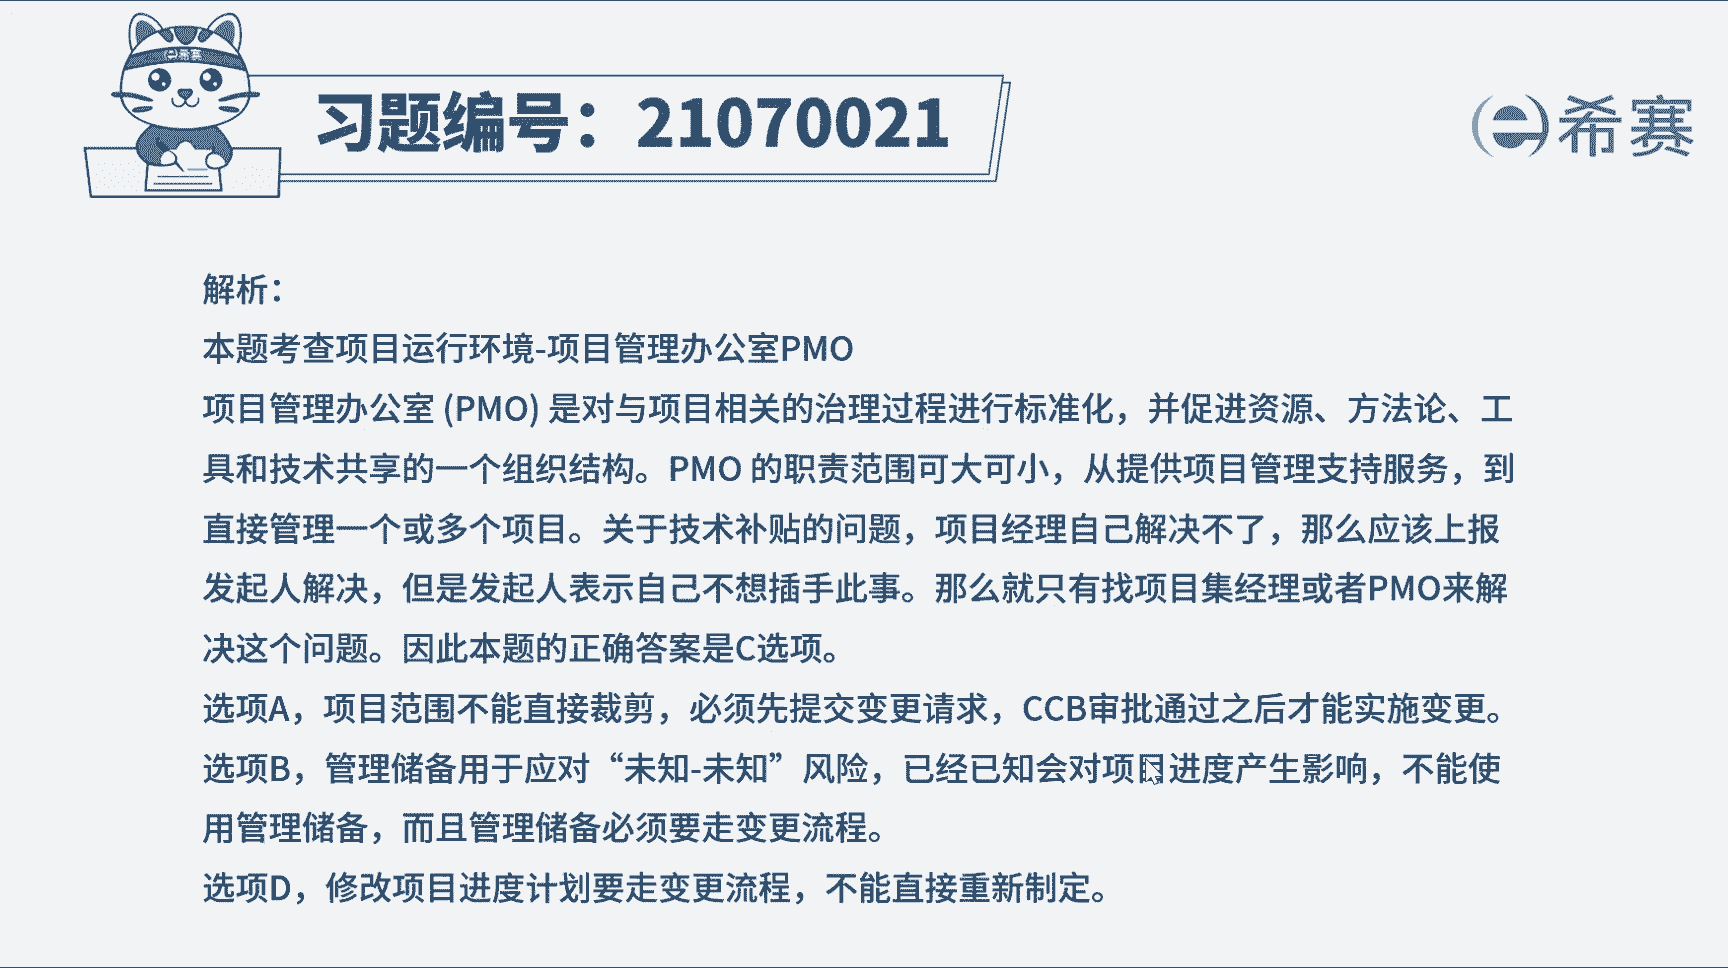 e希赛
习题编号：21070021
e希赛
解析：
本题考查项目运行环境-项目管理办公室PMO
项目管理办公室 (PMO) 是对与项目相关的治理过程进行标准化，并促进资源、方法论、工
具和技术共享的一个组织结构。PMO 的职责范围可大可小，从提供项目管理支持服务，到
直接管理一个或多个项目。关于技术补贴的问题，项目经理自己解决不了，那么应该上报
发起人解决，但是发起人表示自己不想插手此事。那么就只有找项目集经理或者PMO来解
决这个问题。因此本题的正确答案是C选项。
选项A，项目范围不能直接裁剪，必须先提交变更请求，CCB审批通过之后才能实施变更。
选项B，管理储备用于应对“未知-未知”风险，已经已知会对项目进度产生影响，不能使
用管理储备，而且管理储备必须要走变更流程。
选项D，修改项目进度计划要走变更流程，不能直接重新制定。